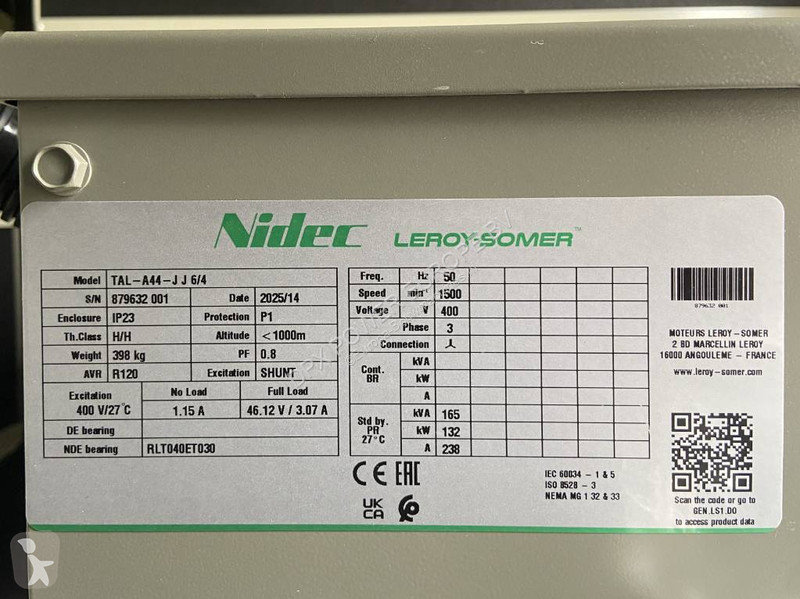 Nidec LEROY-SOMER™
Model TAL-A44-J J 6/4
S/N 879632 001 Date 2025/14
Enclosure IP23 Protection P1
Th.Class H/H Altitude <1000m
Weight 398 kg PF 0.8
AVR R120 Excitation SHUNT
Excitation No Load Full Load
400 V/27°C 1.15 A 46.12 V / 3.07 A
DE bearing
NDE bearing RLT040ET030
Freq. Hz 50
Speed min⁻¹ 1500
Voltage V 400
Phase 3
Connection
Cont. BR kVA
kW
A
Std by. PR 27°C kVA 165
kW 132
A 238
CE EAC
UK CA
IEC 60034 - 1 & 5
ISO 8528 - 3
NEMA MG 1 32 & 33
879632 001
MOTEURS LEROY-SOMER
2 BD MARCELLIN LEROY
16000 ANGOULEME - FRANCE
www.leroy-somer.com
Scan the code or go to
GEN.LS1.DO
to access product data